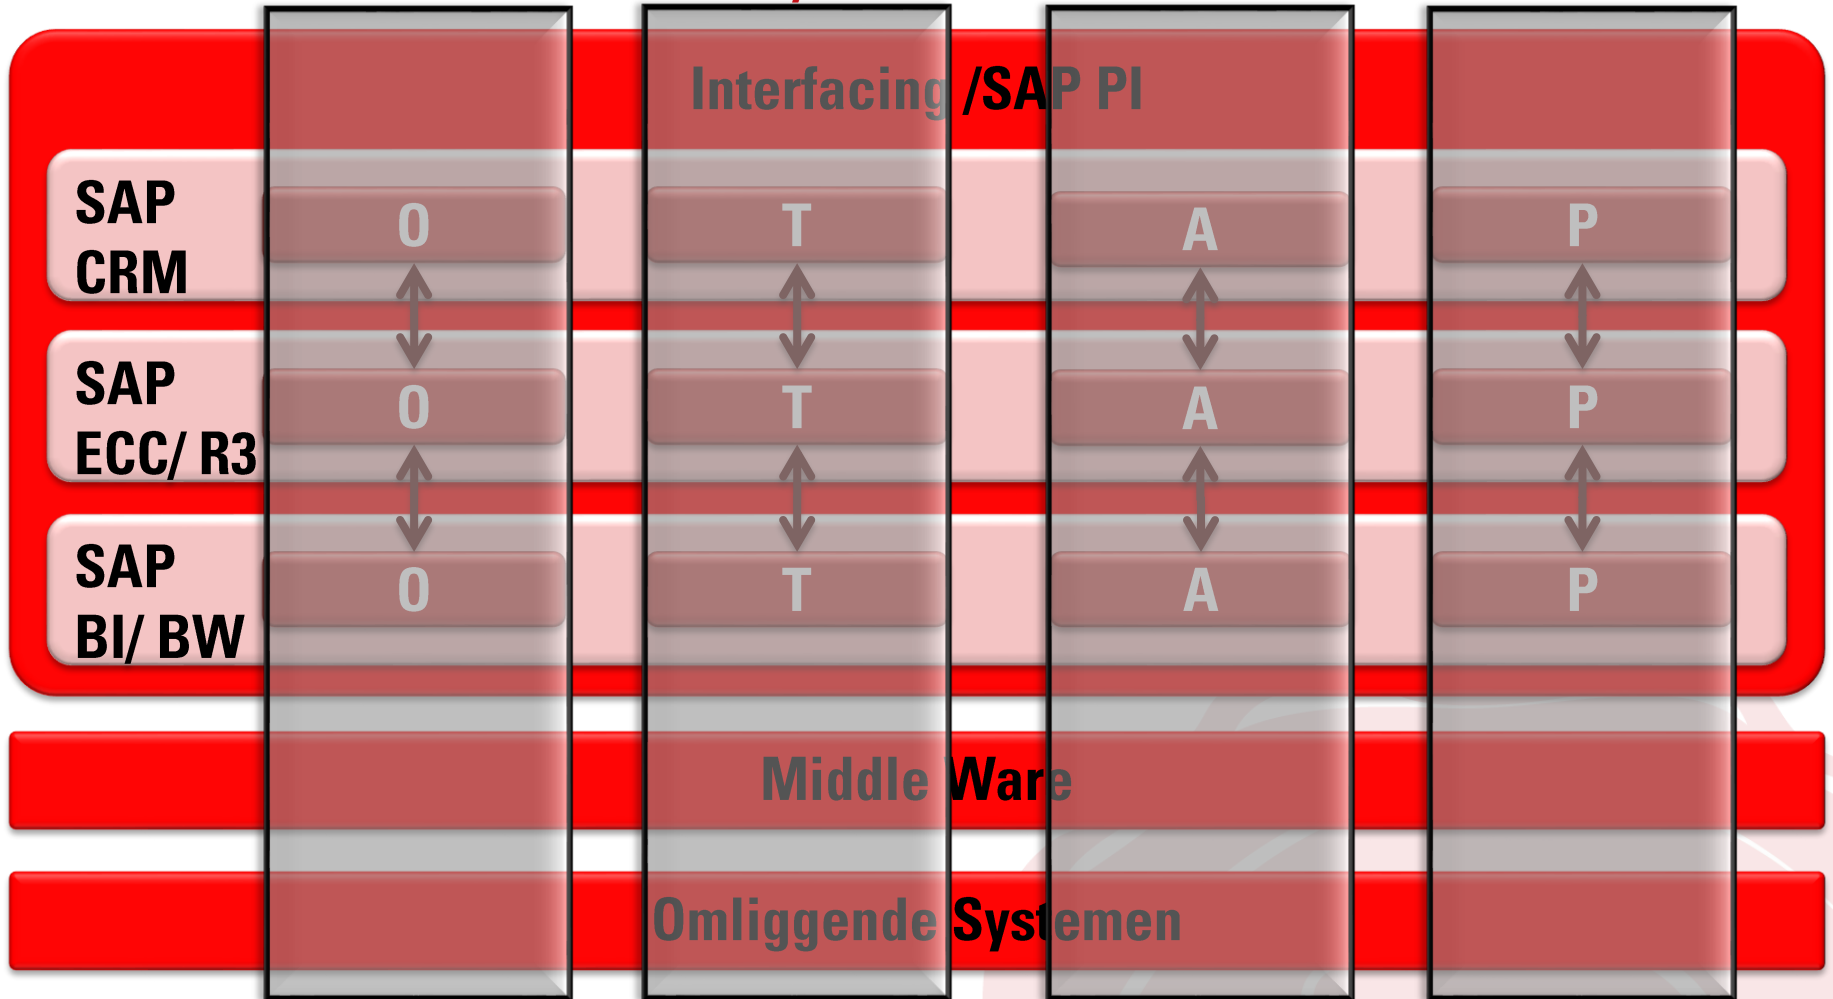 Interfacing /SAP PI
SAP
CRM
O T A P
SAP
ECC/ R3
O T A P
SAP
BI/ BW
O T A P
Middle Ware
Omliggende Systemen